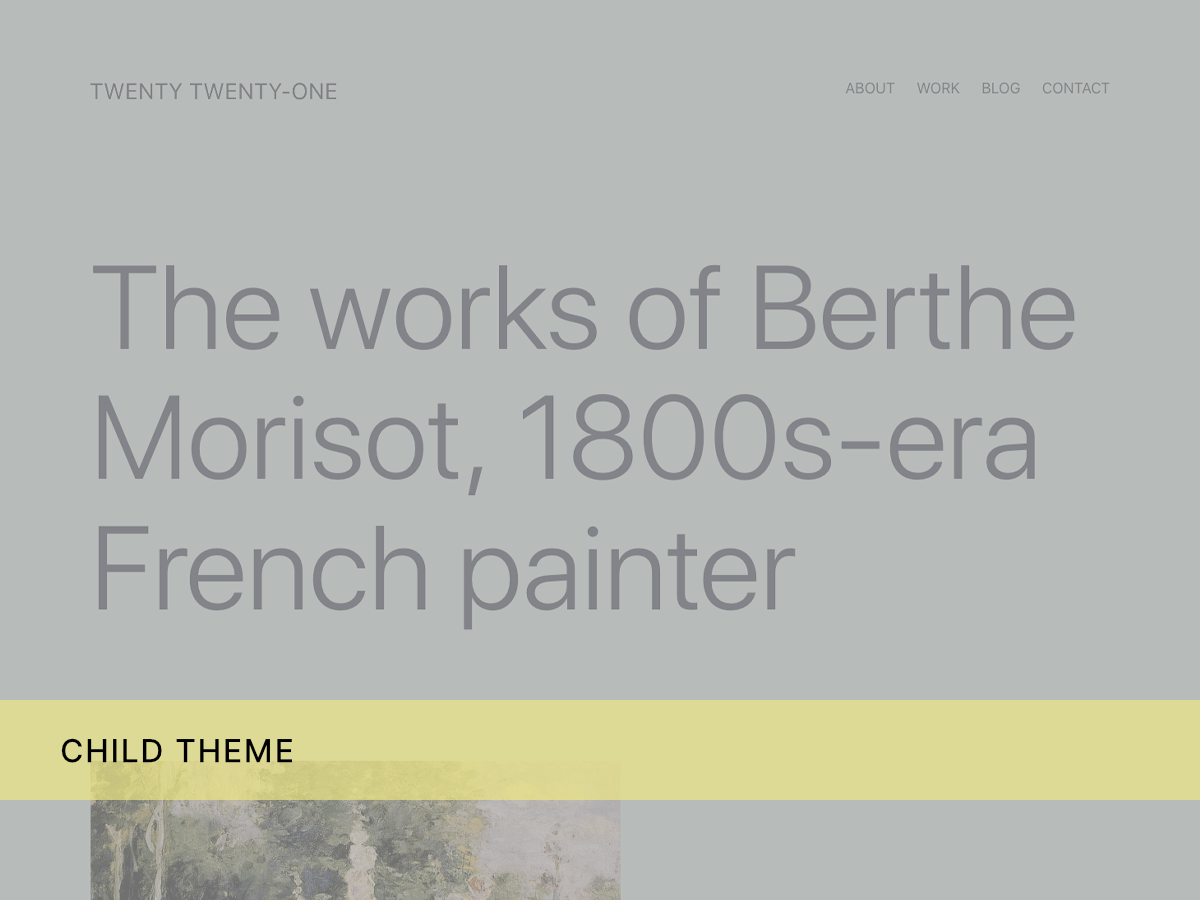 TWENTY TWENTY-ONE
ABOUT WORK BLOG CONTACT
The works of Berthe
Morisot, 1800s-era
French painter
CHILD THEME